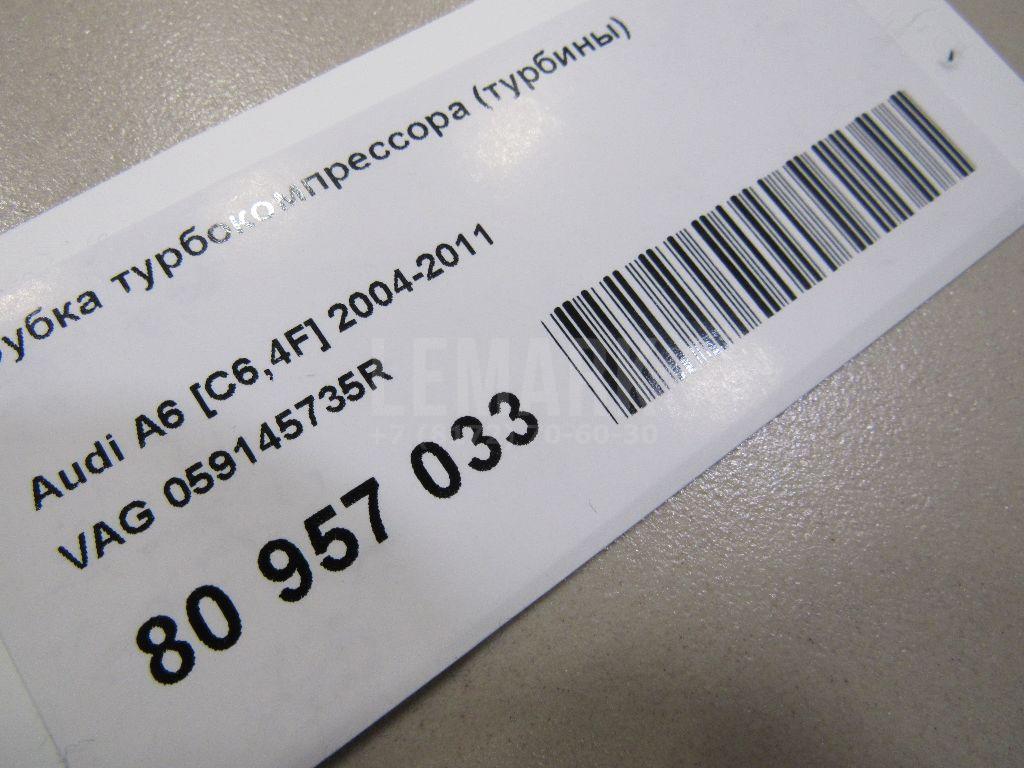 турбокомпрессора (турбины)
Audi A6 [C6,4F] 2004-2011
VAG 059145735R
80 957 033